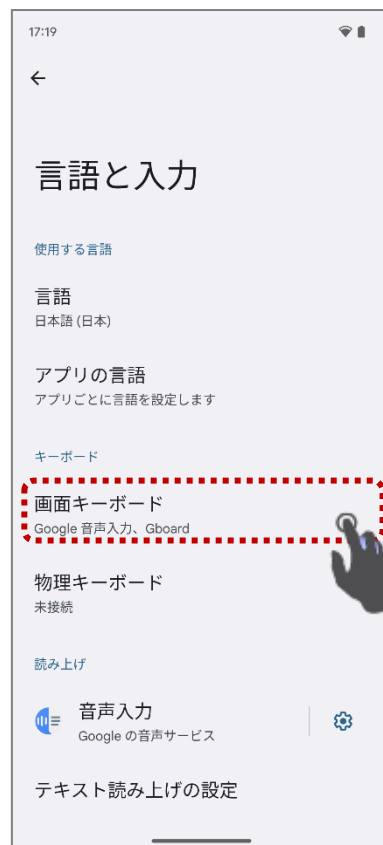 17:19
言語と入力
使用する言語
言語
日本語 (日本)
アプリの言語
アプリごとに言語を設定します
キーボード
画面キーボード
Google 音声入力、Gboard
物理キーボード
未接続
読み上げ
音声入力
Google の音声サービス
テキスト読み上げの設定